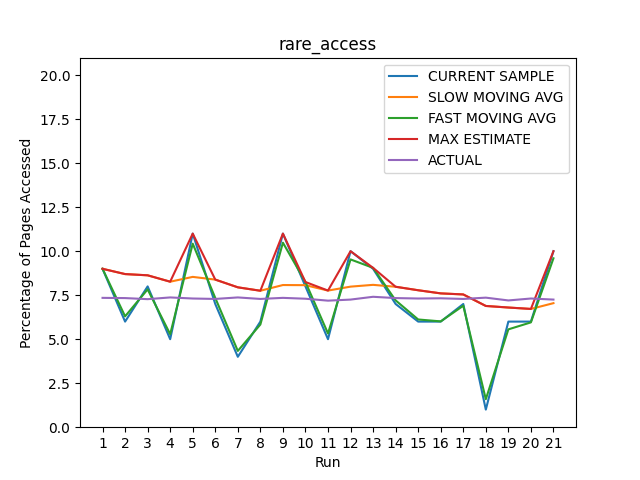 rare_access
CURRENT SAMPLE
SLOW MOVING AVG
FAST MOVING AVG
MAX ESTIMATE
ACTUAL
Percentage of Pages Accessed
20.0
17.5
15.0
12.5
10.0
7.5
5.0
2.5
0.0
1 2 3 4 5 6 7 8 9 10 11 12 13 14 15 16 17 18 19 20 21
Run